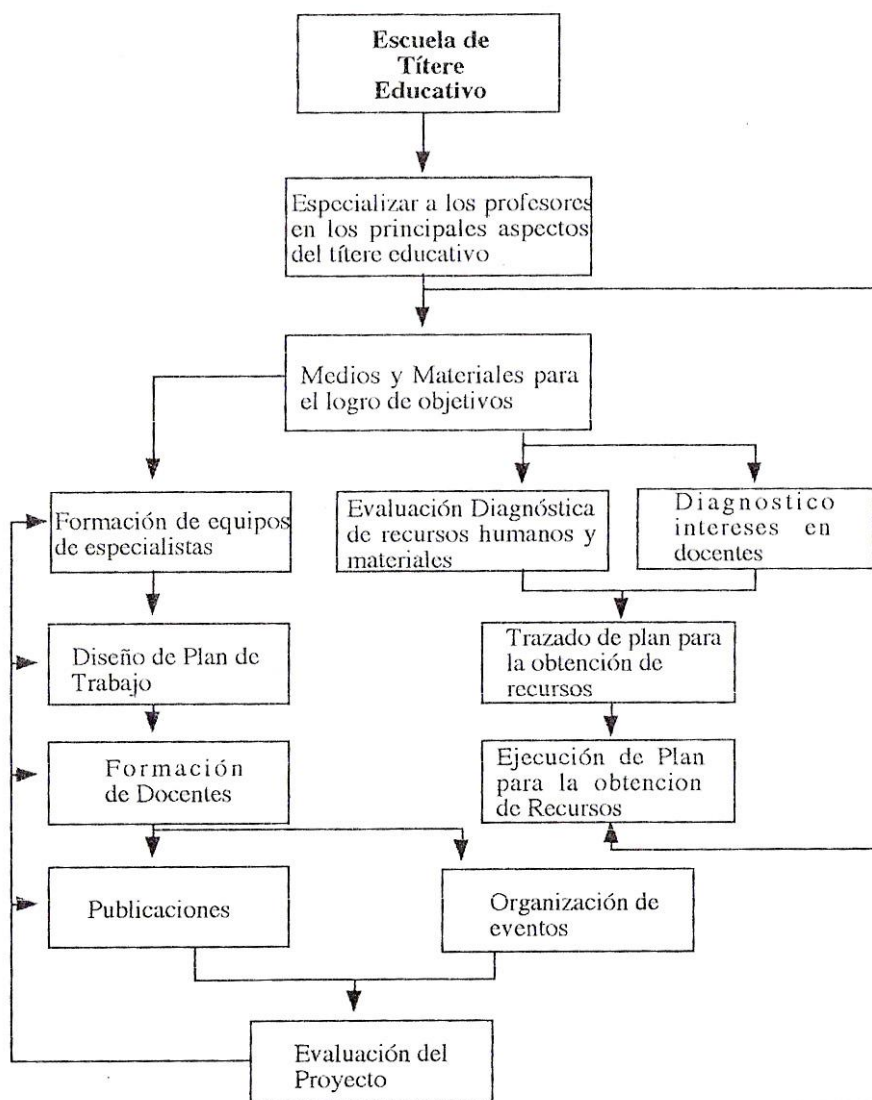 Escuela de
Títere
Educativo
Especializar a los profesores
en los principales aspectos
del títere educativo
Medios y Materiales para
el logro de objetivos
Formación de equipos
de especialistas
Evaluación Diagnóstica
de recursos humanos y
materiales
Diagnostico
intereses en
docentes
Diseño de Plan de
Trabajo
Trazado de plan para
la obtención de
recursos
Formación
de Docentes
Ejecución de Plan
para la obtencion
de Recursos
Publicaciones
Organización de
eventos
Evaluación del
Proyecto